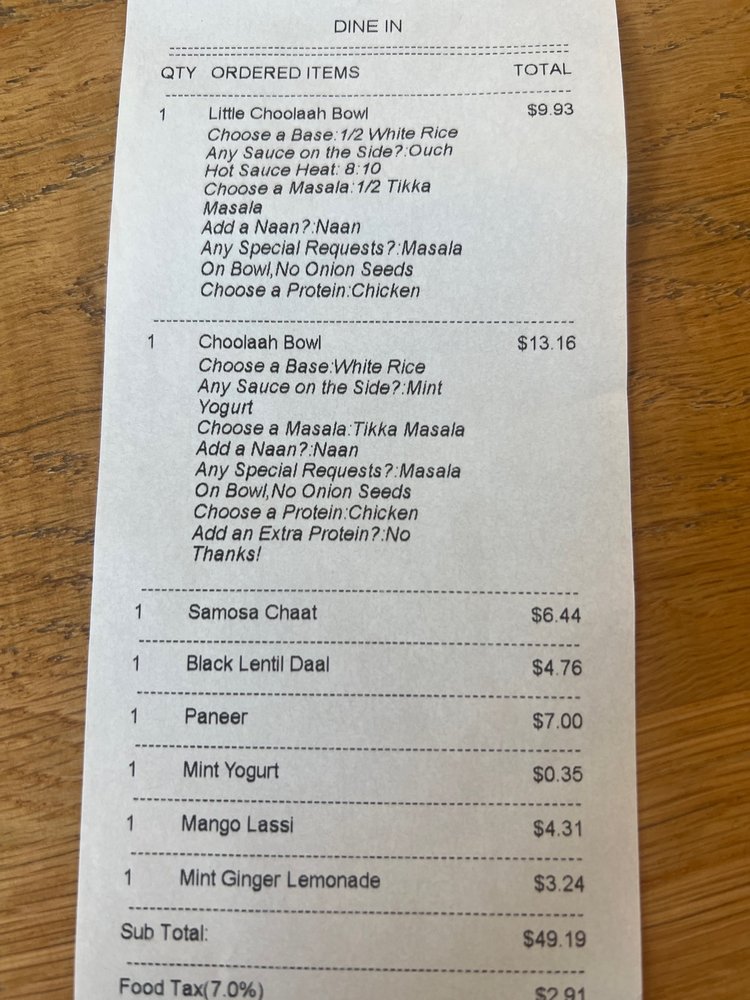 DINE IN
QTY ORDERED ITEMS TOTAL
1 Little Choolaah Bowl $9.93
Choose a Base:1/2 White Rice
Any Sauce on the Side?:Ouch
Hot Sauce Heat: 8:10
Choose a Masala:1/2 Tikka
Masala
Add a Naan?:Naan
Any Special Requests?:Masala
On Bowl,No Onion Seeds
Choose a Protein:Chicken
1 Choolaah Bowl $13.16
Choose a Base:White Rice
Any Sauce on the Side?:Mint
Yogurt
Choose a Masala:Tikka Masala
Add a Naan?:Naan
Any Special Requests?:Masala
On Bowl,No Onion Seeds
Choose a Protein:Chicken
Add an Extra Protein?:No
Thanks!
1 Samosa Chaat $6.44
1 Black Lentil Daal $4.76
1 Paneer $7.00
1 Mint Yogurt $0.35
1 Mango Lassi $4.31
1 Mint Ginger Lemonade $3.24
Sub Total: $49.19
Food Tax(7.0%) $2.91